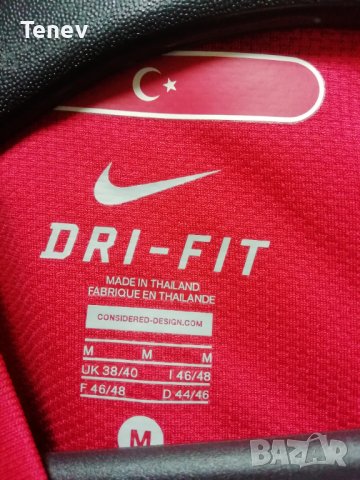 Tenev
DRI-FIT
MADE IN THAILAND
FABRIQUE EN THAILANDE
CONSIDERED-DESIGN.COM
M M M
UK 38/40 I 46/48
F 46/48 D 44/46
M
BAZAR